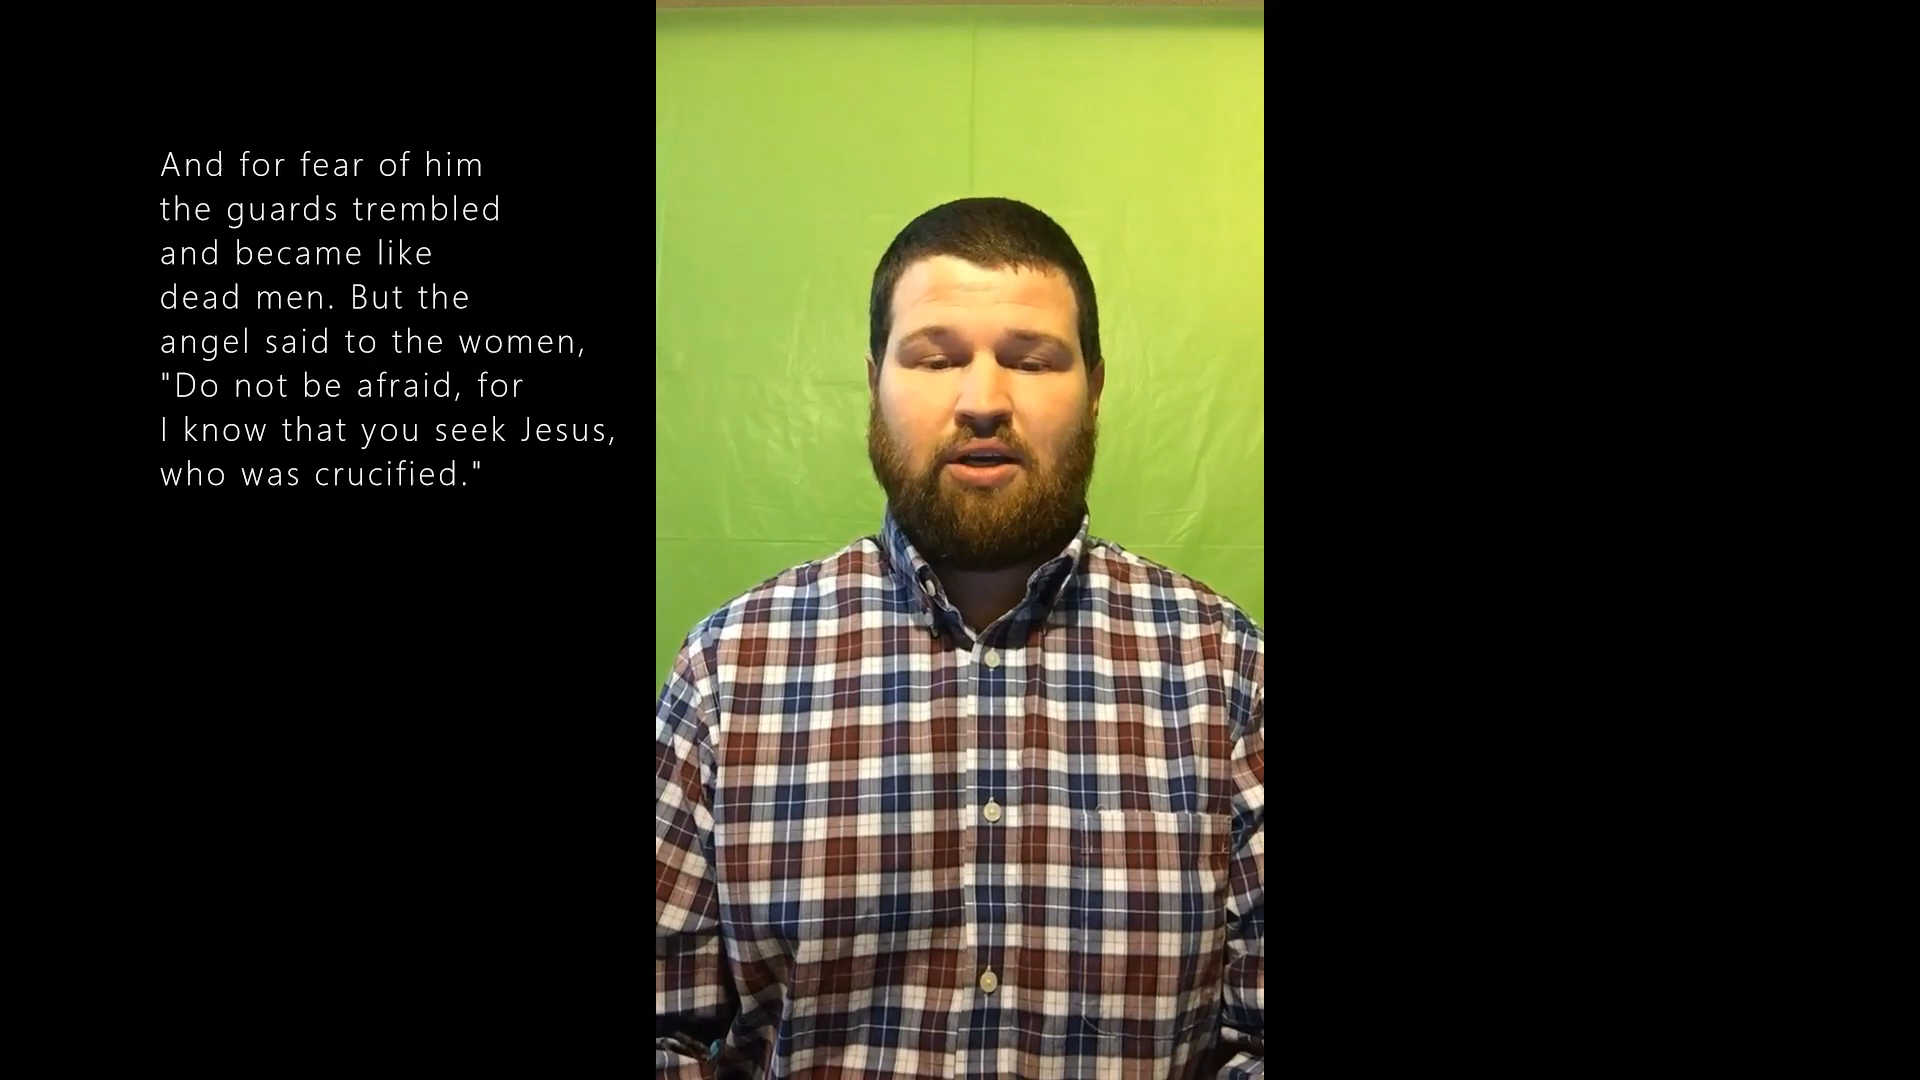 And for fear of him
the guards trembled
and became like
dead men. But the
angel said to the women,
"Do not be afraid, for
I know that you seek Jesus,
who was crucified."